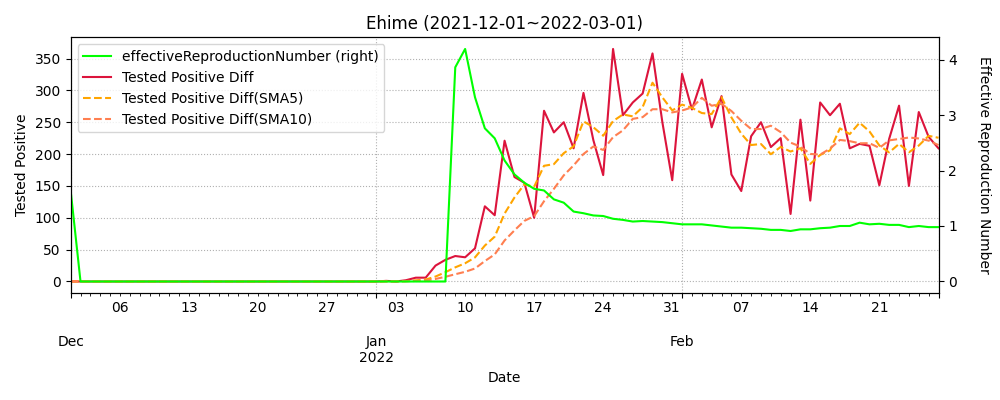 Ehime (2021-12-01~2022-03-01)
effectiveReproductionNumber (right)
Tested Positive Diff
Tested Positive Diff(SMA5)
Tested Positive Diff(SMA10)
Tested Positive
350
300
250
200
150
100
50
0
4
3
2
1
0
Effective Reproduction Number
06 13 20 27 03 10 17 24 31 07 14 21
Dec Jan Feb
2022
Date